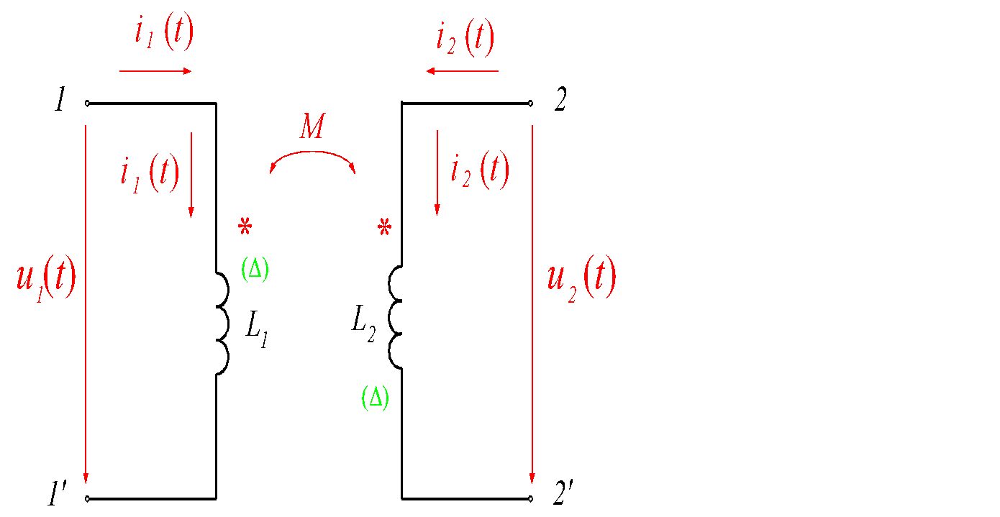 i₁(t)
i₂(t)
1
2
M
i₁(t)
i₂(t)
*
*
(Δ)
u₁(t)
u₂(t)
L₁
L₂
(Δ)
1'
2'